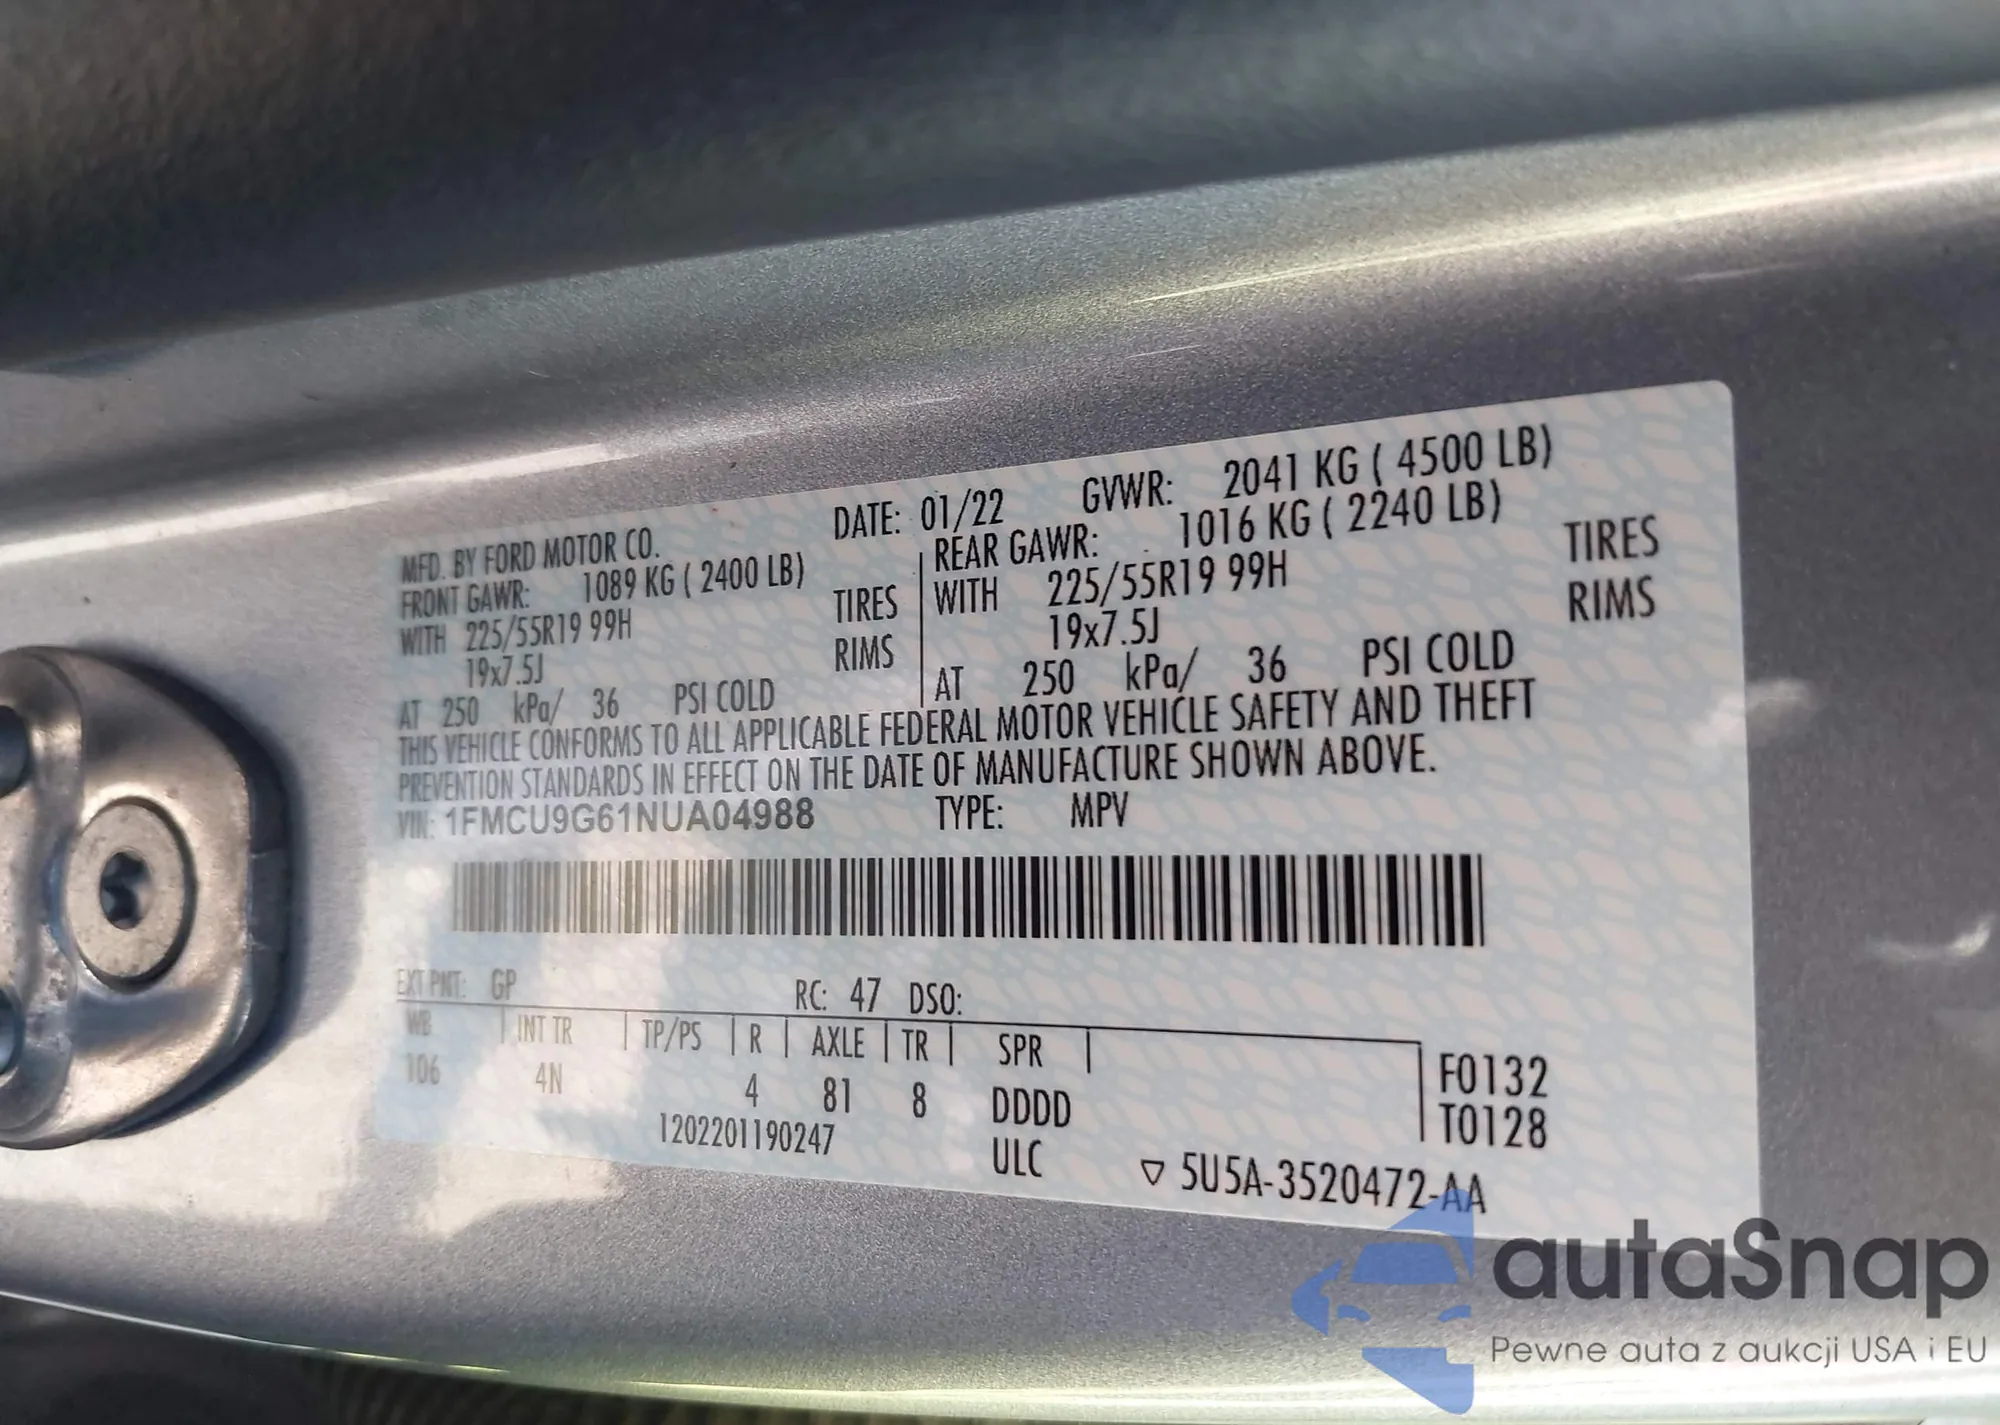 MFD. BY FORD MOTOR CO. DATE: 01/22 GVWR: 2041 KG ( 4500 LB)
FRONT GAWR: 1089 KG ( 2400 LB) REAR GAWR: 1016 KG ( 2240 LB)
WITH 225/55R19 99H TIRES WITH 225/55R19 99H TIRES
19x7.5J RIMS 19x7.5J RIMS
AT 250 kPa/ 36 PSI COLD AT 250 kPa/ 36 PSI COLD
THIS VEHICLE CONFORMS TO ALL APPLICABLE FEDERAL MOTOR VEHICLE SAFETY AND THEFT
PREVENTION STANDARDS IN EFFECT ON THE DATE OF MANUFACTURE SHOWN ABOVE.
VIN: 1FMCU9G61NUA04988 TYPE: MPV
EXT PNT: GP RC: 47 DSO:
WB INT TR TP/PS R AXLE TR SPR F0132
106 4N 4 81 8 DDDD T0128
1202201190247 ULC ▽ 5U5A-3520472-AA
autaSnap
Pewne auta z aukcji USA i EU